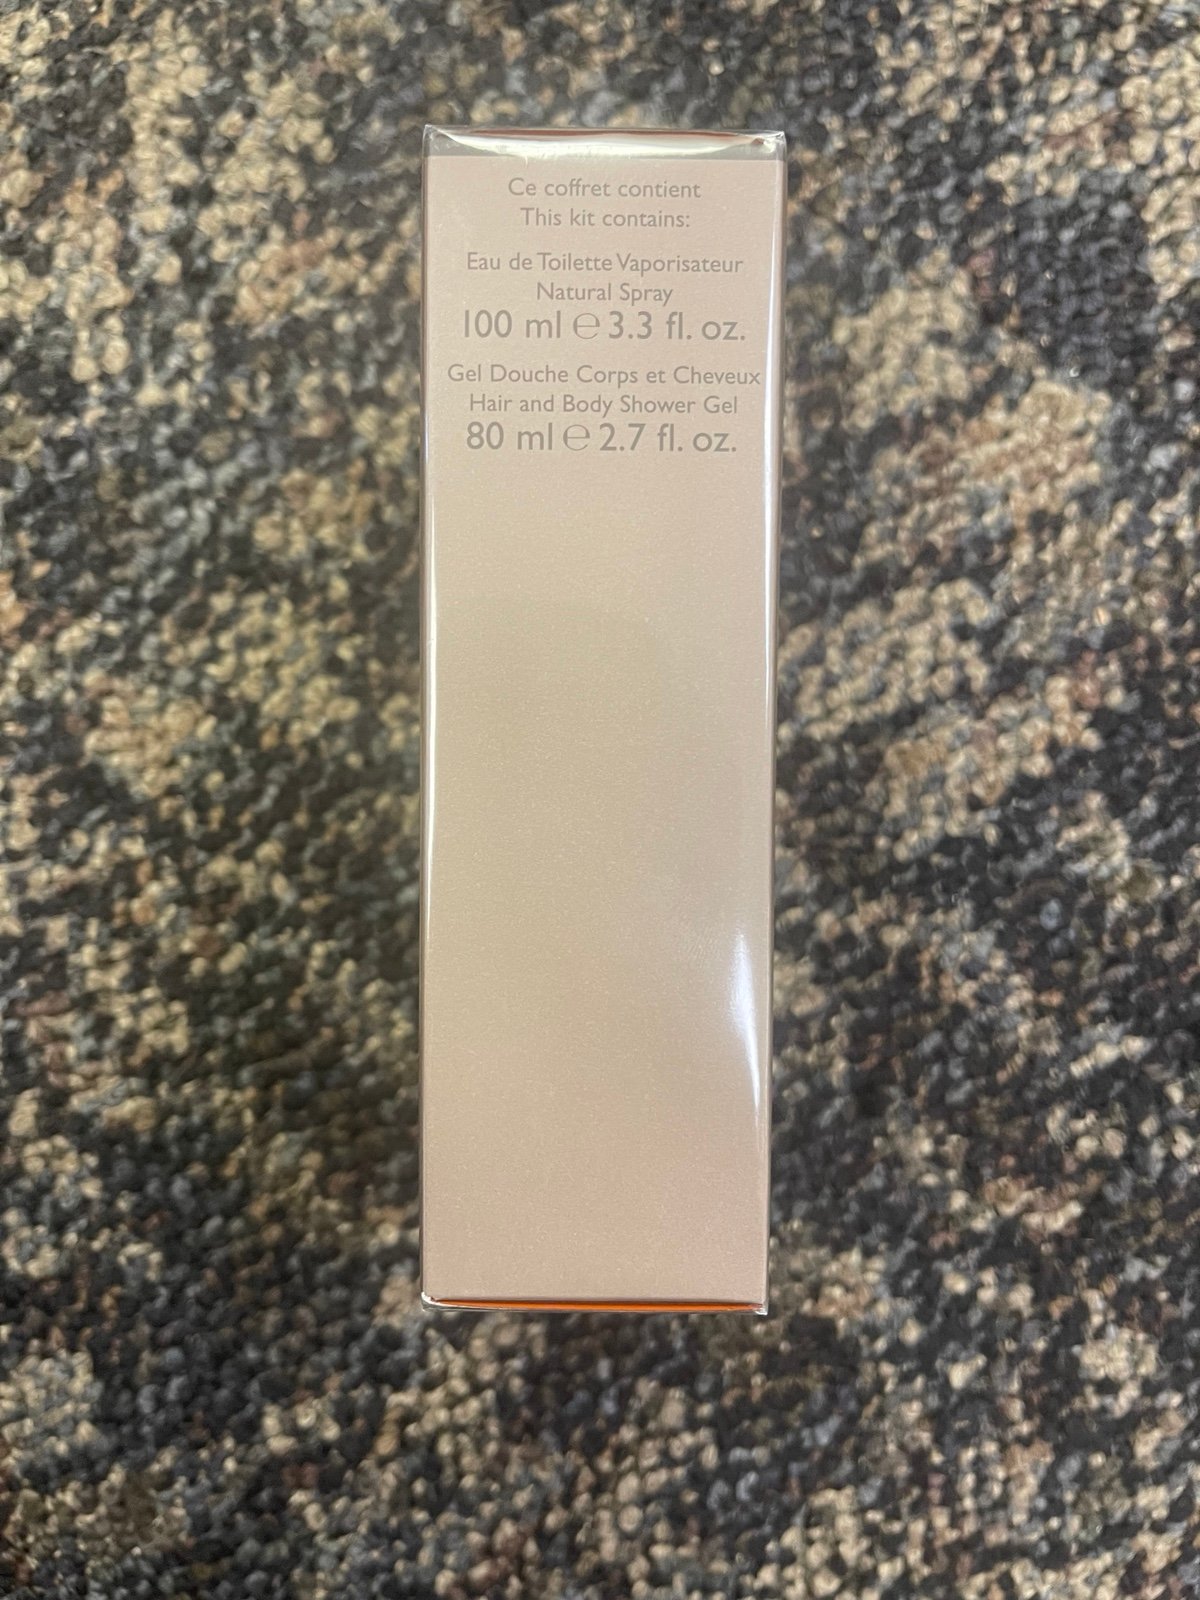 Ce coffret contient
This kit contains:
Eau de Toilette Vaporisateur
Natural Spray
100 ml ℮ 3.3 fl. oz.
Gel Douche Corps et Cheveux
Hair and Body Shower Gel
80 ml ℮ 2.7 fl. oz.